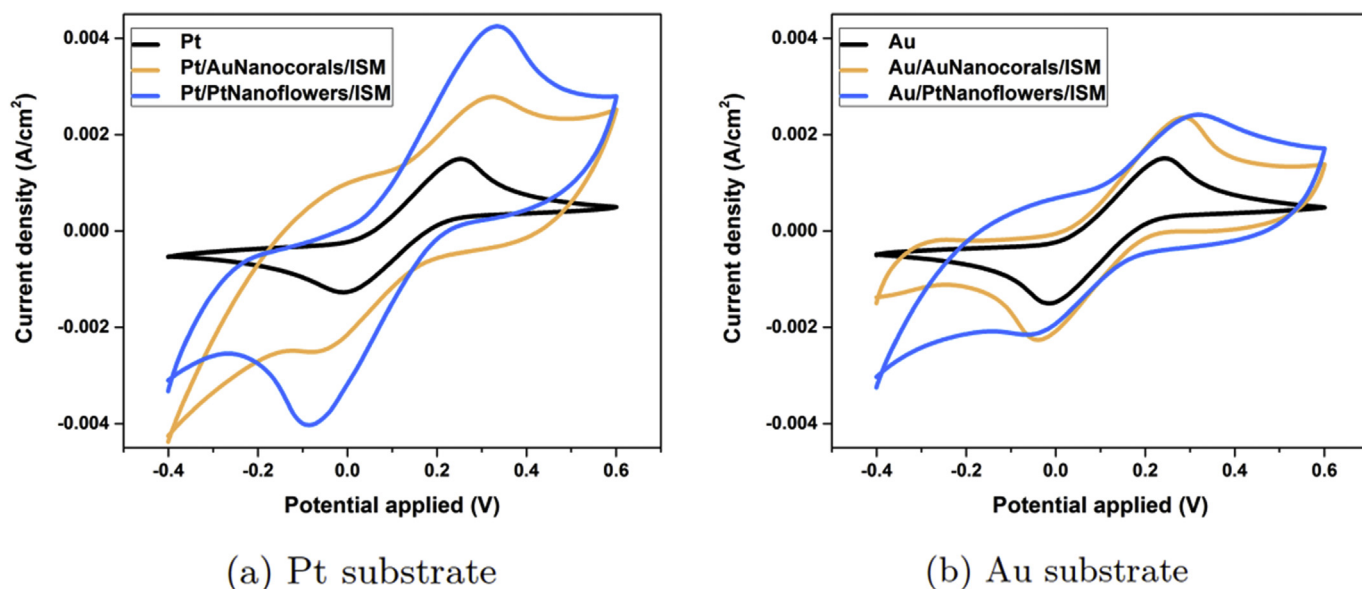 0.004
0.002
0.000
-0.002
-0.004
Current density (A/cm²)
Pt
Pt/AuNanocorals/ISM
Pt/PtNanoflowers/ISM
-0.4 -0.2 0.0 0.2 0.4 0.6
Potential applied (V)
(a) Pt substrate
0.004
0.002
0.000
-0.002
-0.004
Current density (A/cm²)
Au
Au/AuNanocorals/ISM
Au/PtNanoflowers/ISM
-0.4 -0.2 0.0 0.2 0.4 0.6
Potential applied (V)
(b) Au substrate